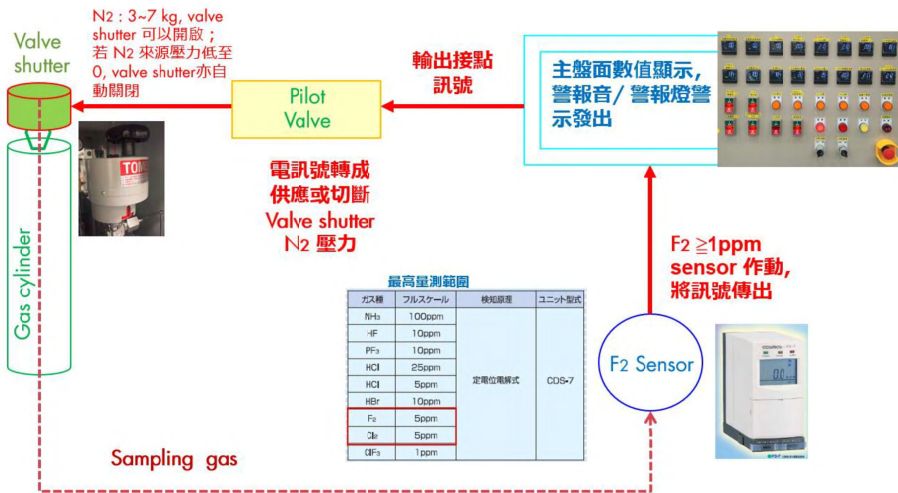 N2 : 3~7 kg, valve
shutter 可以開啟；
若 N2 來源壓力低至
0, valve shutter亦自
動關閉
Valve
shutter
Gas cylinder
Pilot
Valve
電訊號轉成
供應或切斷
Valve shutter
N2 壓力
輸出接點
訊號
主盤面數值顯示,
警報音/ 警報燈警
示發出
F2 ≧1ppm
sensor 作動,
將訊號傳出
F2 Sensor
最高量測範圍
ガス種 フルスケール 検知原理 ユニット型式
NH₃ 100ppm
HF 10ppm
PF₃ 10ppm
HCl 25ppm
HCl 5ppm
HBr 10ppm
F₂ 5ppm
Cl₂ 5ppm
ClF₃ 1ppm
定電位電解式 CDS-7
Sampling gas
COSMOS